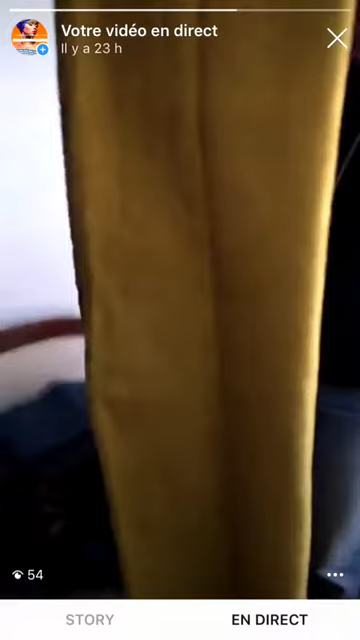 Votre vidéo en direct
Il y a 23 h
54
STORY
EN DIRECT